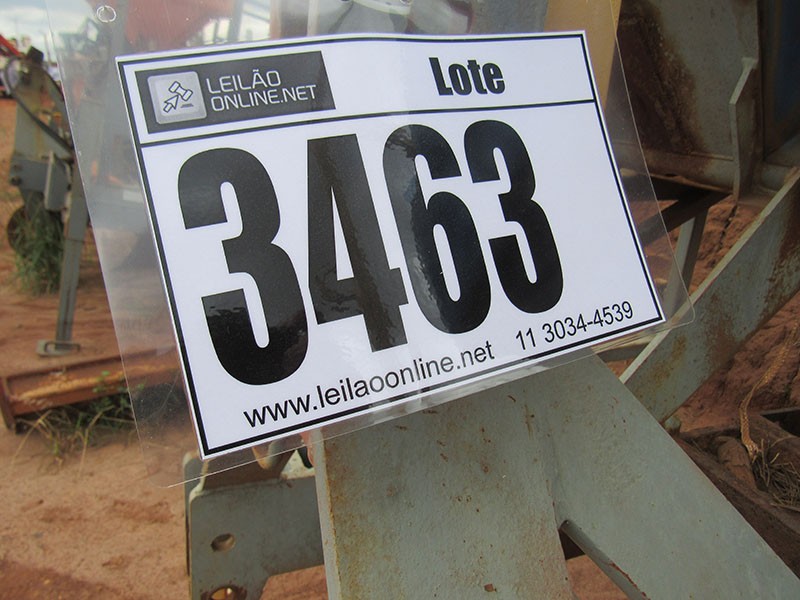 LEILÃO
ONLINE.NET
Lote
3463
www.leilaoonline.net 11 3034-4539